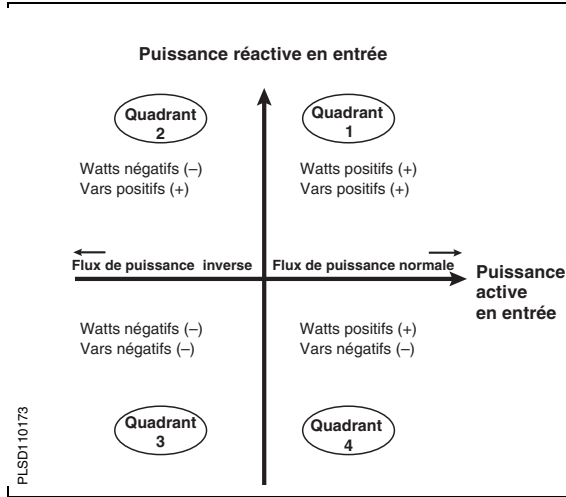 Puissance réactive en entrée
Quadrant
2
Quadrant
1
Watts négatifs (–)
Vars positifs (+)
Watts positifs (+)
Vars positifs (+)
Flux de puissance inverse
Flux de puissance normale
Puissance
active
en entrée
Watts négatifs (–)
Vars négatifs (–)
Watts positifs (+)
Vars négatifs (–)
Quadrant
3
Quadrant
4
PLSD110173